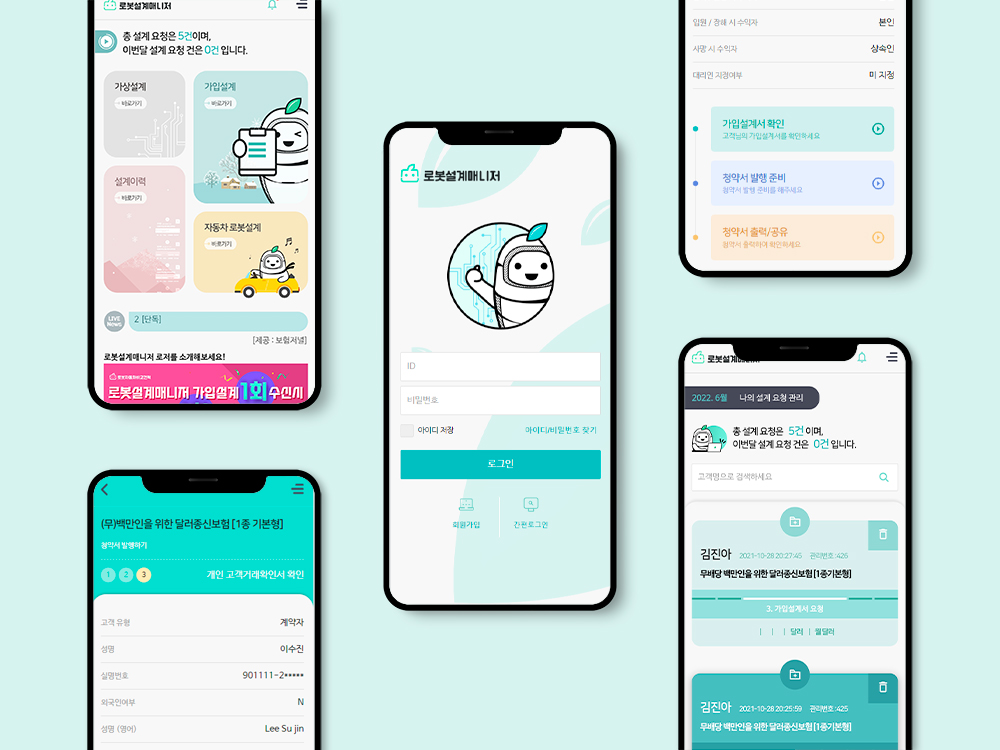 로봇설계매니저
총 설계 요청은 5건이며,
이번달 설계 요청 건은 0건 입니다.
가상설계
바로가기
가입설계
바로가기
설계이력
바로가기
자동차 로봇설계
바로가기
LIVE
News
2 [단독]
[제공 : 보험저널]
로봇설계매니저 로저를 소개해보세요!
로봇설계매니저 가입설계 1회 수신시
(무)백만인을 위한 달러종신보험 [1종 기본형]
청약서 발행하기
1 2 3
개인 고객거래확인서 확인
고객 유형 계약자
성명 이수진
실명번호 901111-2*****
외국인여부 N
성명 (영어) Lee Su jin
로봇설계매니저
ID
비밀번호
아이디 저장
아이디/비밀번호 찾기
로그인
회원가입
간편로그인
입원 / 장해 시 수익자 본인
사망 시 수익자 상속인
대리인 지정여부 미 지정
가입설계서 확인
고객님의 가입설계서를 확인하세요
청약서 발행 준비
청약서 발행 준비를 해주세요
청약서 출력/공유
청약서 출력하여 확인하세요
로봇설계매니저
2022. 6월 나의 설계 요청 관리
총 설계 요청은 5건 이며,
이번달 설계 요청 건은 0건 입니다.
고객명으로 검색하세요
김진아 2021-10-28 20:27:45 관리번호 :426
무배당 백만인을 위한 달러종신보험 [1종기본형]
3. 가입설계서 요청
| | | 달러 | 월달러
김진아 2021-10-28 20:25:59 관리번호 :425
무배당 백만인을 위한 달러종신보험 [1종기본형]